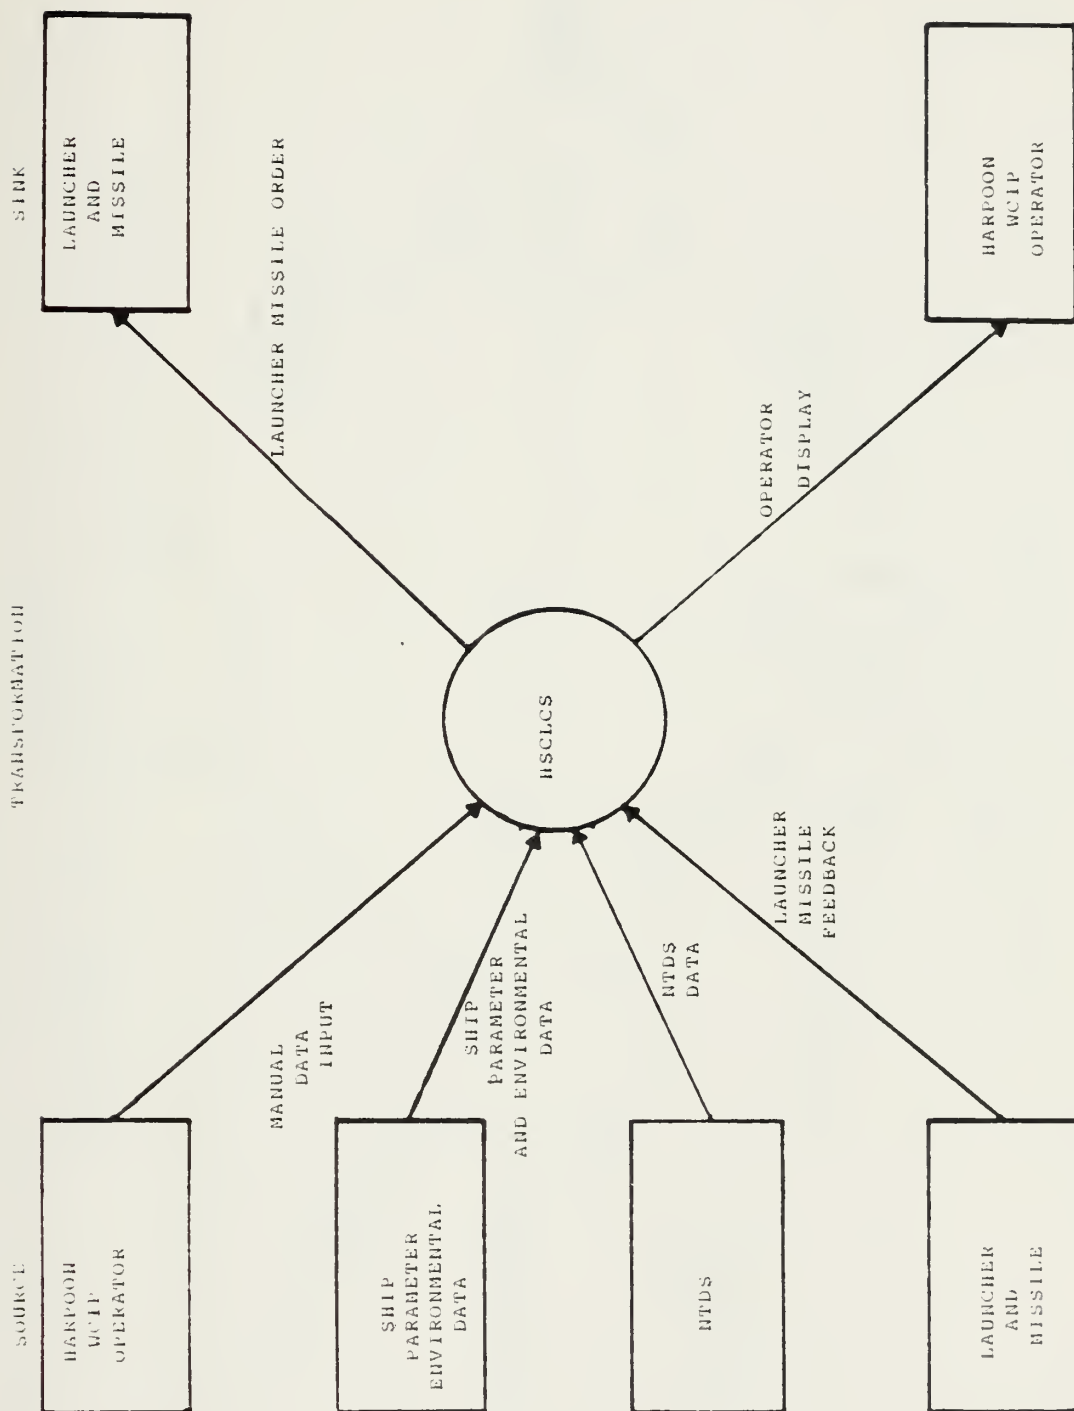 SOURCE
TRANSFORMATION
SINK
HARPOON
WCIP
OPERATOR
MANUAL
DATA
INPUT
SHIP
PARAMETER
ENVIRONMENTAL
DATA
SHIP
PARAMETER
AND ENVIRONMENTAL
DATA
NTDS
NTDS
DATA
LAUNCHER
AND
MISSILE
LAUNCHER
MISSILE
FEEDBACK
HSCLCS
LAUNCHER MISSILE ORDER
LAUNCHER
AND
MISSILE
OPERATOR
DISPLAY
HARPOON
WCIP
OPERATOR